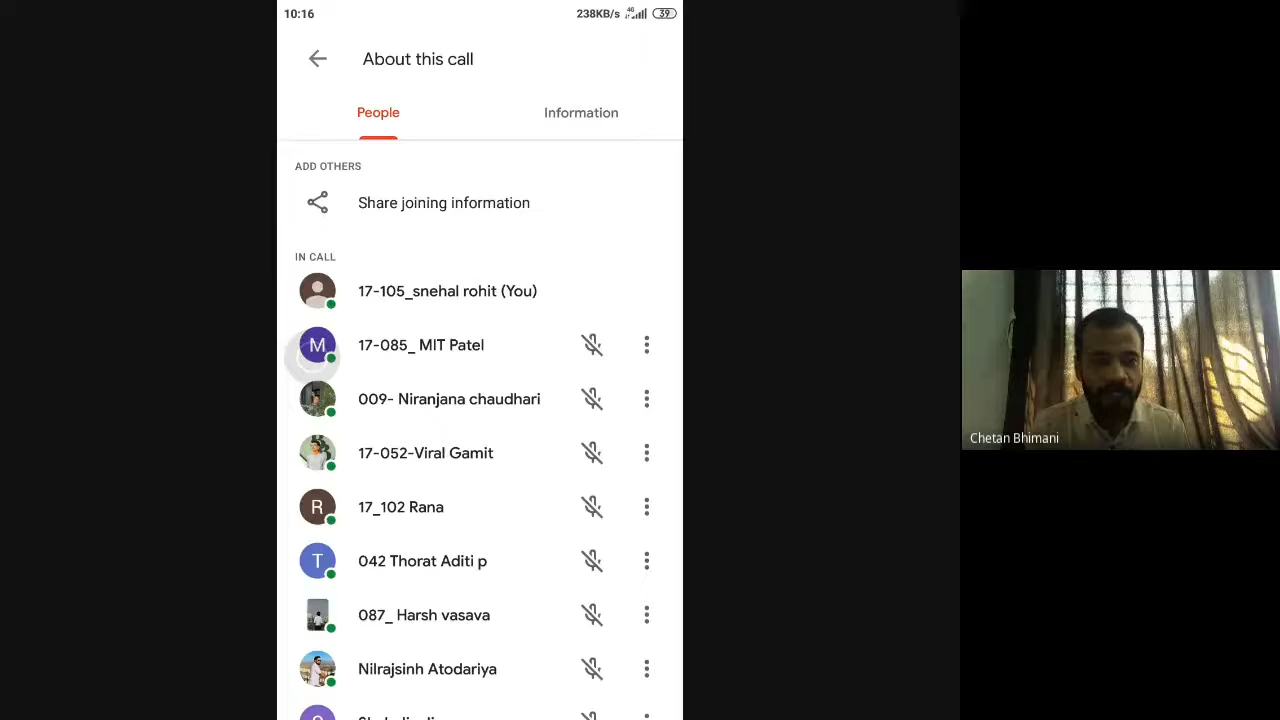 10:16
238KB/s 4G 39
About this call
People Information
ADD OTHERS
Share joining information
IN CALL
17-105_snehal rohit (You)
M 17-085_ MIT Patel
009- Niranjana chaudhari
17-052-Viral Gamit
R 17_102 Rana
T 042 Thorat Aditi p
087_ Harsh vasava
Nilrajsinh Atodariya
Chetan Bhimani